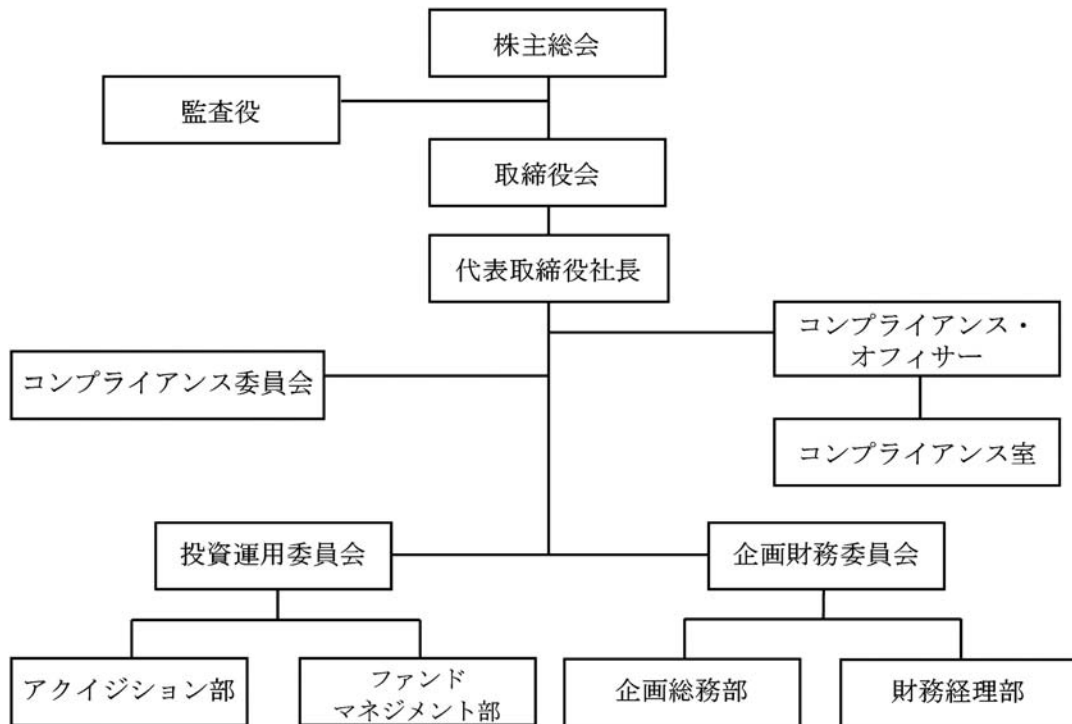 株主総会
監査役
取締役会
代表取締役社長
コンプライアンス・
オフィサー
コンプライアンス委員会
コンプライアンス室
投資運用委員会
企画財務委員会
アクイジション部
ファンド
マネジメント部
企画総務部
財務経理部